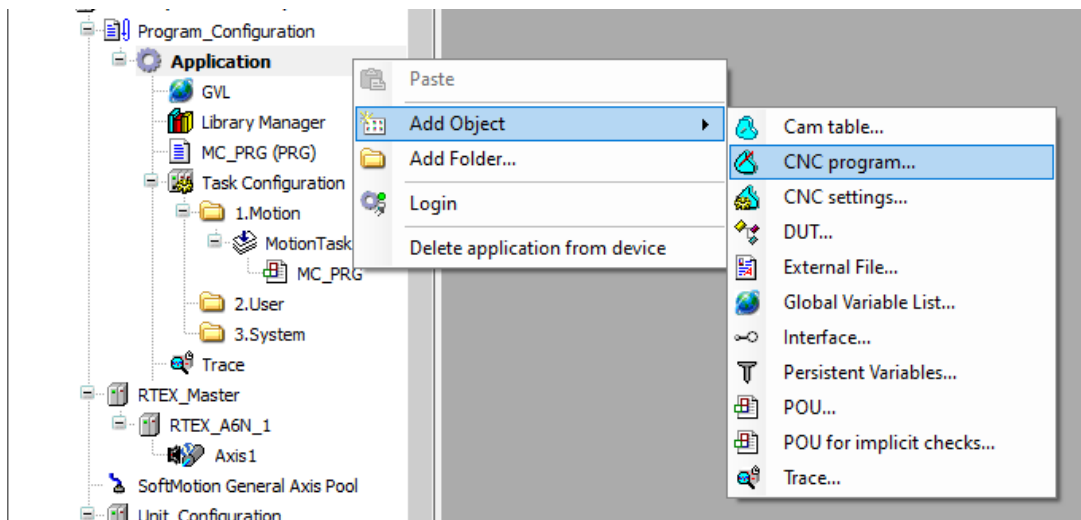 Program_Configuration
Application
GVL
Library Manager
MC_PRG (PRG)
Task Configuration
1.Motion
MotionTask
MC_PRG
2.User
3.System
Trace
RTEX_Master
RTEX_A6N_1
Axis1
SoftMotion General Axis Pool
Unit_Configuration
Paste
Add Object
Add Folder...
Login
Delete application from device
Cam table...
CNC program...
CNC settings...
DUT...
External File...
Global Variable List...
Interface...
Persistent Variables...
POU...
POU for implicit checks...
Trace...